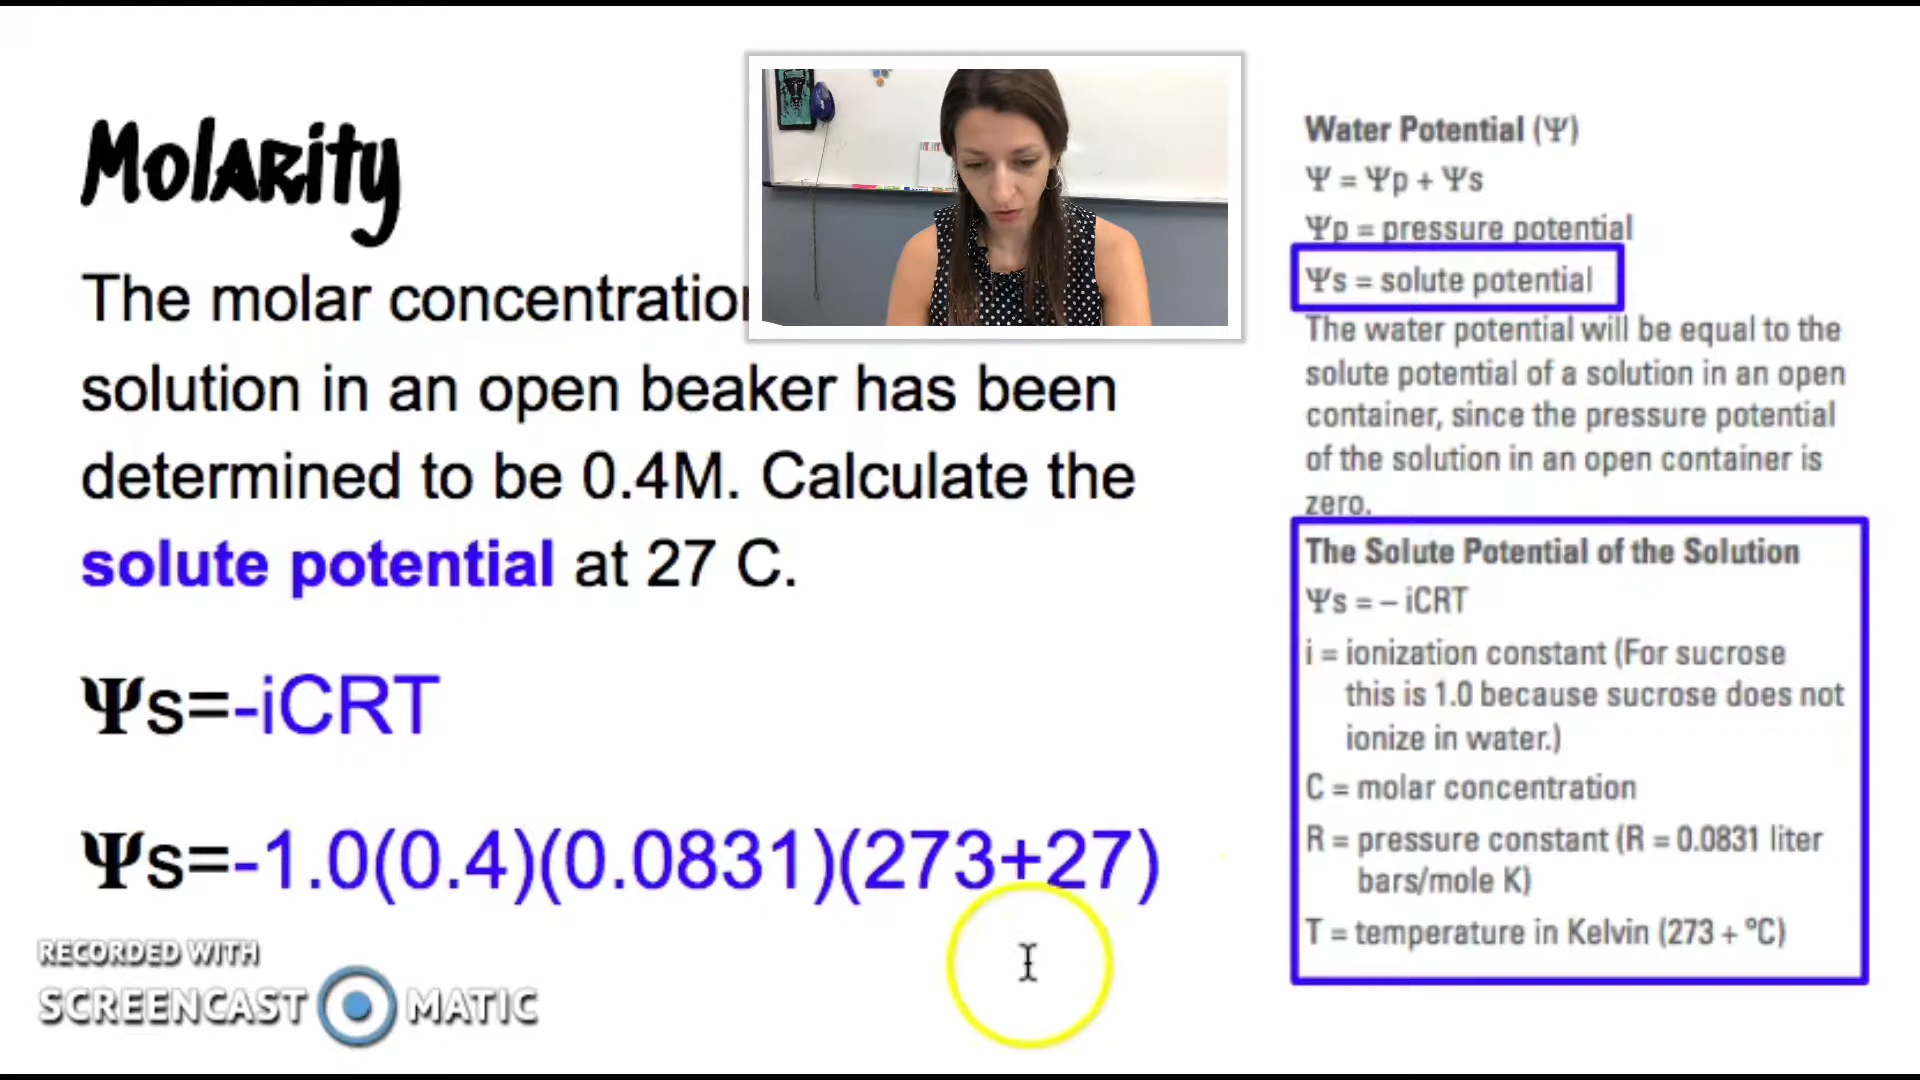 Molarity
The molar concentratio
solution in an open beaker has been
determined to be 0.4M. Calculate the
solute potential at 27 C.
Ψs=-iCRT
Ψs=-1.0(0.4)(0.0831)(273+27)
RECORDED WITH
SCREENCAST MATIC
Water Potential (Ψ)
Ψ = Ψp + Ψs
Ψp = pressure potential
Ψs = solute potential
The water potential will be equal to the
solute potential of a solution in an open
container, since the pressure potential
of the solution in an open container is
zero.
The Solute Potential of the Solution
Ψs = – iCRT
i = ionization constant (For sucrose
this is 1.0 because sucrose does not
ionize in water.)
C = molar concentration
R = pressure constant (R = 0.0831 liter
bars/mole K)
T = temperature in Kelvin (273 + ºC)